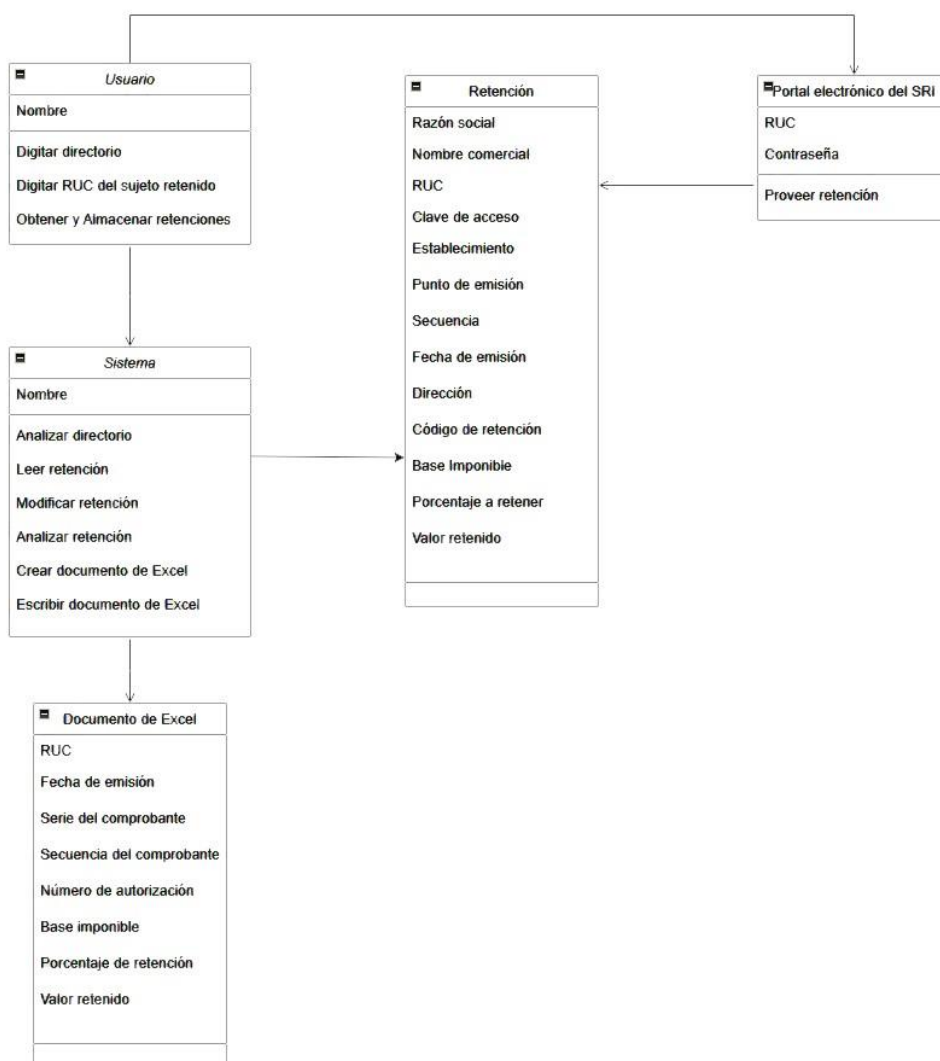 Usuario
Nombre
Digitar directorio
Digitar RUC del sujeto retenido
Obtener y Almacenar retenciones
Retención
Razón social
Nombre comercial
RUC
Clave de acceso
Establecimiento
Punto de emisión
Secuencia
Fecha de emisión
Dirección
Código de retención
Base Imponible
Porcentaje a retener
Valor retenido
Portal electrónico del SRI
RUC
Contraseña
Proveer retención
Sistema
Nombre
Analizar directorio
Leer retención
Modificar retención
Analizar retención
Crear documento de Excel
Escribir documento de Excel
Documento de Excel
RUC
Fecha de emisión
Serie del comprobante
Secuencia del comprobante
Número de autorización
Base imponible
Porcentaje de retención
Valor retenido